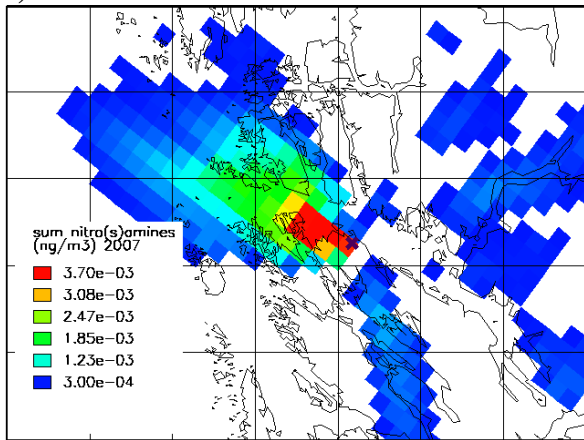 sum nitro(s)amines
(ng/m3) 2007
3.70e-03
3.08e-03
2.47e-03
1.85e-03
1.23e-03
3.00e-04